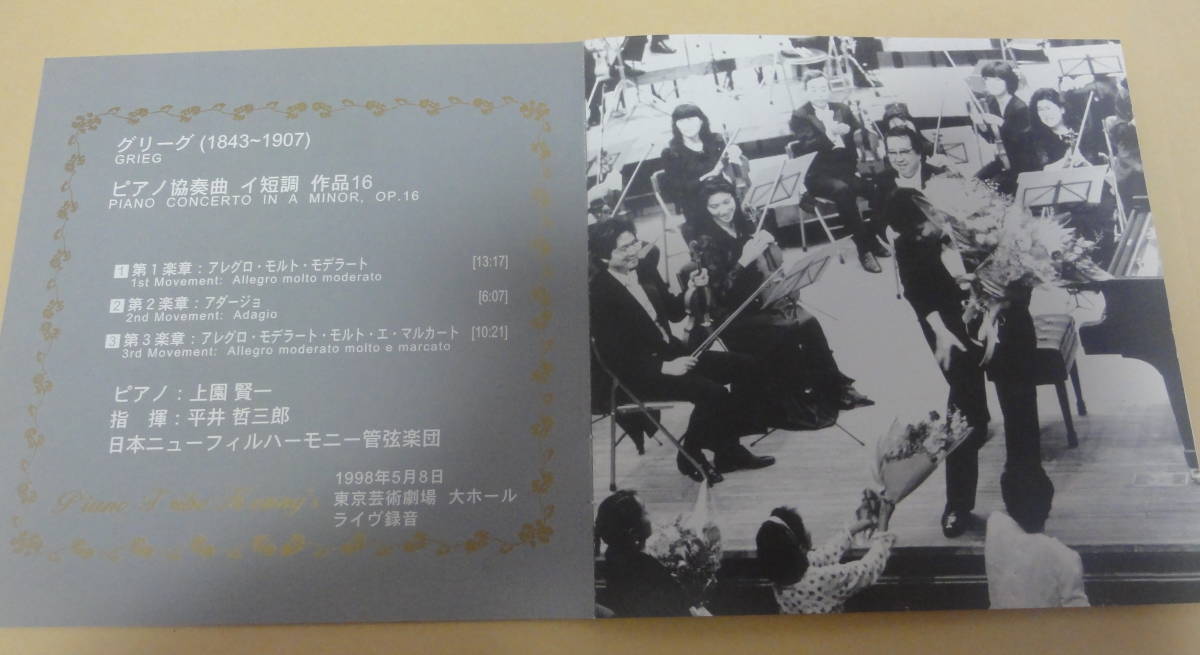 グリーグ (1843~1907)
GRIEG
ピアノ協奏曲 イ短調 作品16
PIANO CONCERTO IN A MINOR, OP.16
1 第1楽章：アレグロ・モルト・モデラート [13:17]
1st Movement: Allegro molto moderato
2 第2楽章：アダージョ [6:07]
2nd Movement: Adagio
3 第3楽章：アレグロ・モデラート・モルト・エ・マルカート [10:21]
3rd Movement: Allegro moderato molto e marcato
ピアノ：上園 賢一
指 揮：平井 哲三郎
日本ニューフィルハーモニー管弦楽団
1998年5月8日
東京芸術劇場 大ホール
ライヴ録音
Piano